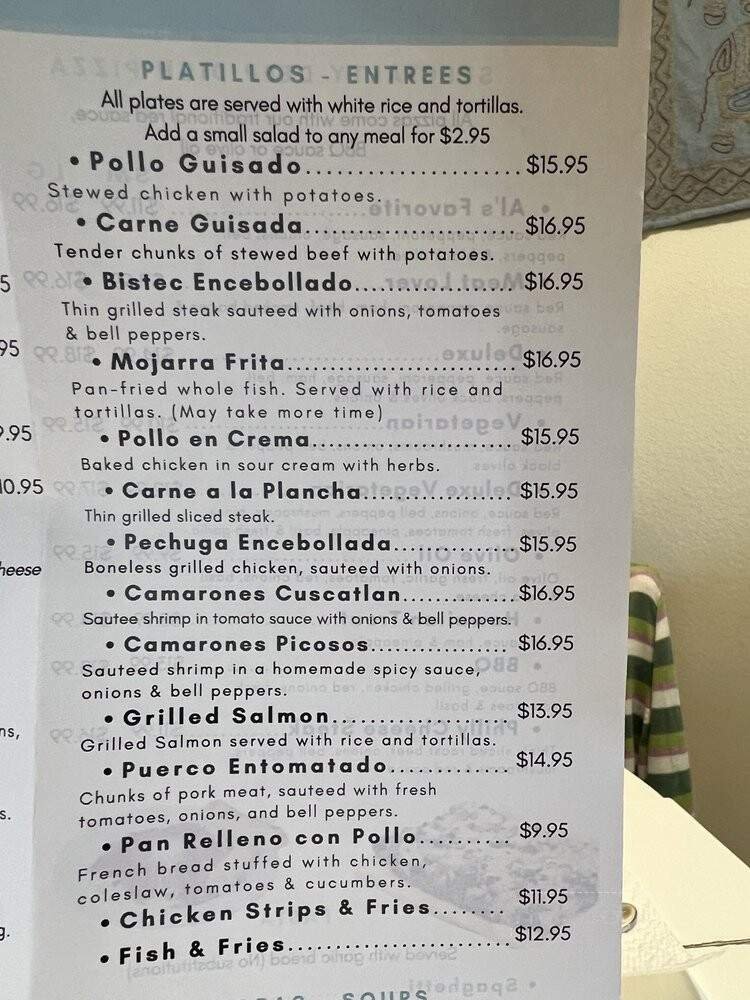 PLATILLOS - ENTREES
All plates are served with white rice and tortillas.
Add a small salad to any meal for $2.95
• Pollo Guisado.....................$15.95
Stewed chicken with potatoes.
• Carne Guisada.....................$16.95
Tender chunks of stewed beef with potatoes.
• Bistec Encebollado................$16.95
Thin grilled steak sauteed with onions, tomatoes
& bell peppers.
• Mojarra Frita.......................$16.95
Pan-fried whole fish. Served with rice and
tortillas. (May take more time)
• Pollo en Crema....................$15.95
Baked chicken in sour cream with herbs.
• Carne a la Plancha...............$15.95
Thin grilled sliced steak.
• Pechuga Encebollada.............$15.95
Boneless grilled chicken, sauteed with onions.
• Camarones Cuscatlan............$16.95
Sautee shrimp in tomato sauce with onions & bell peppers.
• Camarones Picosos...............$16.95
Sauteed shrimp in a homemade spicy sauce,
onions & bell peppers.
• Grilled Salmon....................$13.95
Grilled Salmon served with rice and tortillas.
• Puerco Entomatado............$14.95
Chunks of pork meat, sauteed with fresh
tomatoes, onions, and bell peppers.
• Pan Relleno con Pollo..........$9.95
French bread stuffed with chicken,
coleslaw, tomatoes & cucumbers.
• Chicken Strips & Fries........$11.95
• Fish & Fries.........................$12.95
SOUPS
5
95
9.95
10.95
heese
ns,
s.
g.